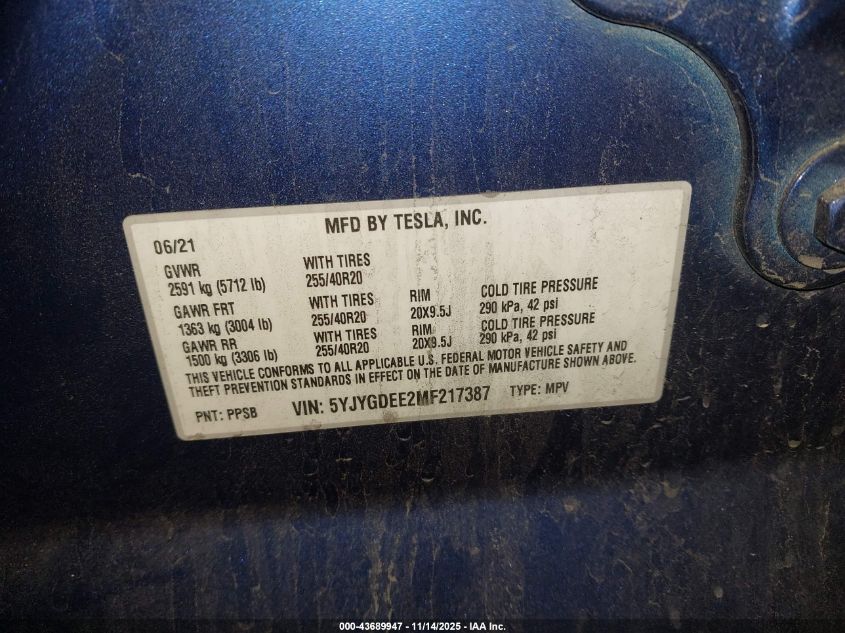 MFD BY TESLA, INC.
06/21
GVWR WITH TIRES
2591 kg (5712 lb) 255/40R20
GAWR FRT WITH TIRES RIM COLD TIRE PRESSURE
1363 kg (3004 lb) 255/40R20 20X9.5J 290 kPa, 42 psi
GAWR RR WITH TIRES RIM COLD TIRE PRESSURE
1500 kg (3306 lb) 255/40R20 20X9.5J 290 kPa, 42 psi
THIS VEHICLE CONFORMS TO ALL APPLICABLE U.S. FEDERAL MOTOR VEHICLE SAFETY AND
THEFT PREVENTION STANDARDS IN EFFECT ON THE DATE OF MANUFACTURE SHOWN ABOVE.
PNT: PPSB VIN: 5YJYGDEE2MF217387 TYPE: MPV
000-43689947 - 11/14/2025 - IAA Inc.